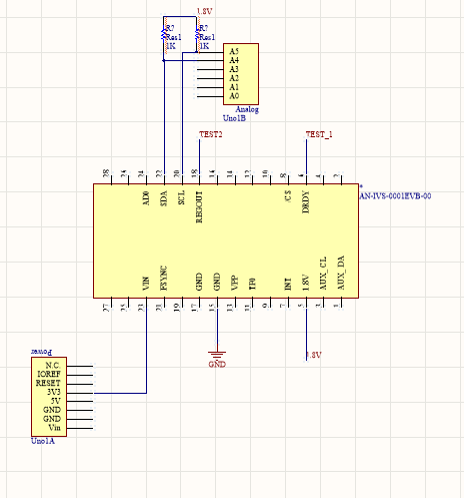 1.8V
R?
Res1
1K
R?
Res1
1K
A5
A4
A3
A2
A1
A0
Analog
Uno1B
TEST2
TEST_1
28
26
24
22
20
18
16
14
12
10
8
6
4
2
AD0
SDA
SCL
REGOUT
/CS
DRDY
*
AN-IVS-0001EVB-00
VIN
FSYNC
GND
GND
VPP
TP0
INT
1.8V
AUX_CL
AUX_DA
27
25
23
21
19
17
15
13
11
9
7
5
3
1
GND
1.8V
N.C.
IOREF
RESET
3V3
5V
GND
GND
Vin
Uno1A